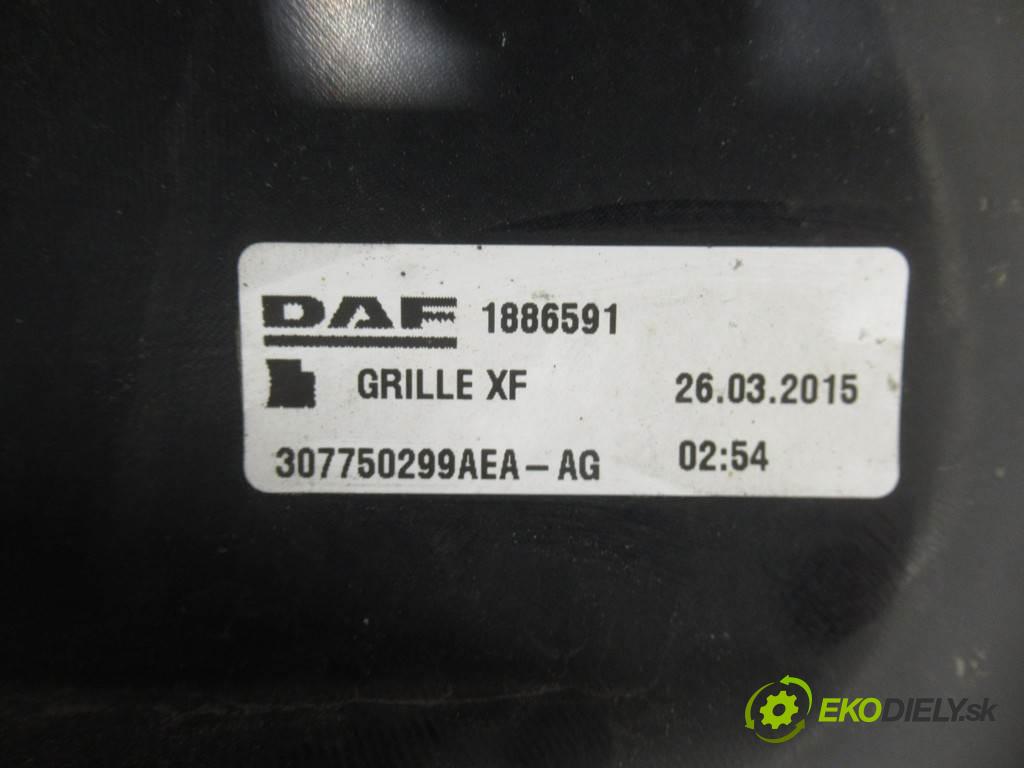 DAF 1886591
GRILLE XF 26.03.2015
307750299AEA-AG 02:54
EKODIELY.sk